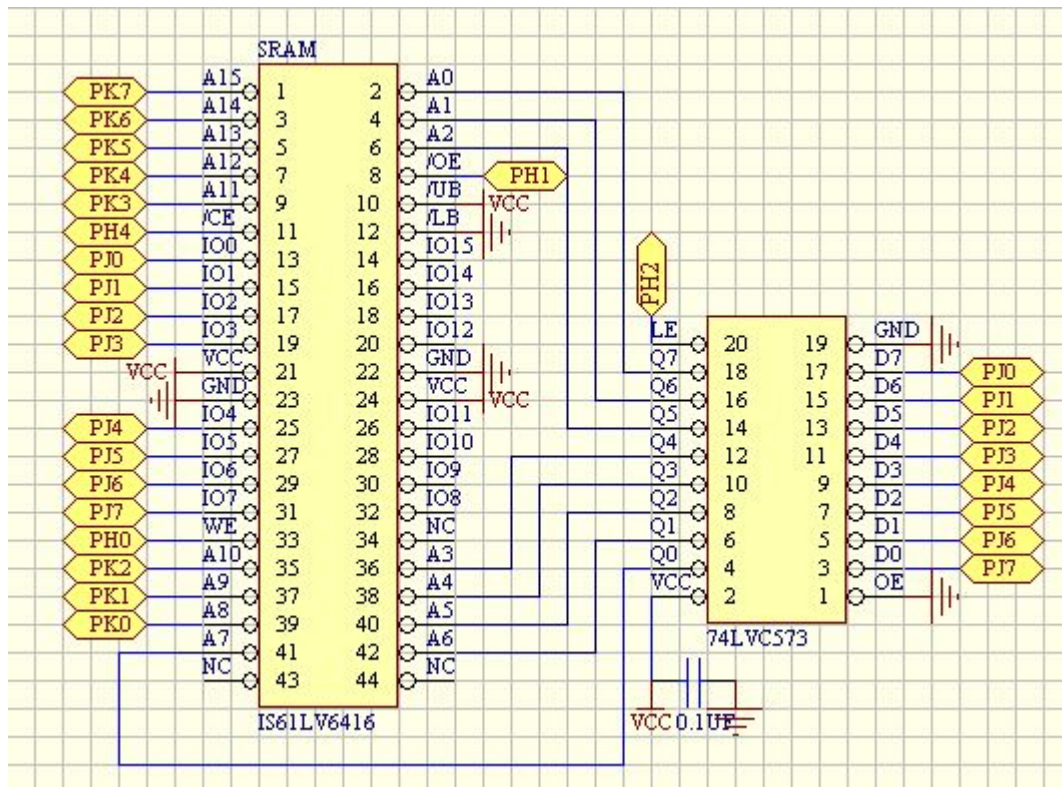 SRAM
PK7 A15 1 2 A0
PK6 A14 3 4 A1
PK5 A13 5 6 A2
PK4 A12 7 8 /OE PH1
PK3 A11 9 10 /UB VCC
PH4 /CE 11 12 /LB
PJ0 IO0 13 14 IO15
PJ1 IO1 15 16 IO14
PJ2 IO2 17 18 IO13
PJ3 IO3 19 20 IO12
VCC VCC 21 22 GND
GND 23 24 VCC VCC
PJ4 IO4 25 26 IO11
PJ5 IO5 27 28 IO10
PJ6 IO6 29 30 IO9
PJ7 IO7 31 32 IO8
PH0 WE 33 34 NC
PK2 A10 35 36 A3
PK1 A9 37 38 A4
PK0 A8 39 40 A5
A7 41 42 A6
NC 43 44 NC
IS61LV6416
PH2
LE 20 19 GND
Q7 18 17 D7 PJ0
Q6 16 15 D6 PJ1
Q5 14 13 D5 PJ2
Q4 12 11 D4 PJ3
Q3 10 9 D3 PJ4
Q2 8 7 D2 PJ5
Q1 6 5 D1 PJ6
Q0 4 3 D0 PJ7
VCC 2 1 OE
74LVC573
VCC 0.1UF